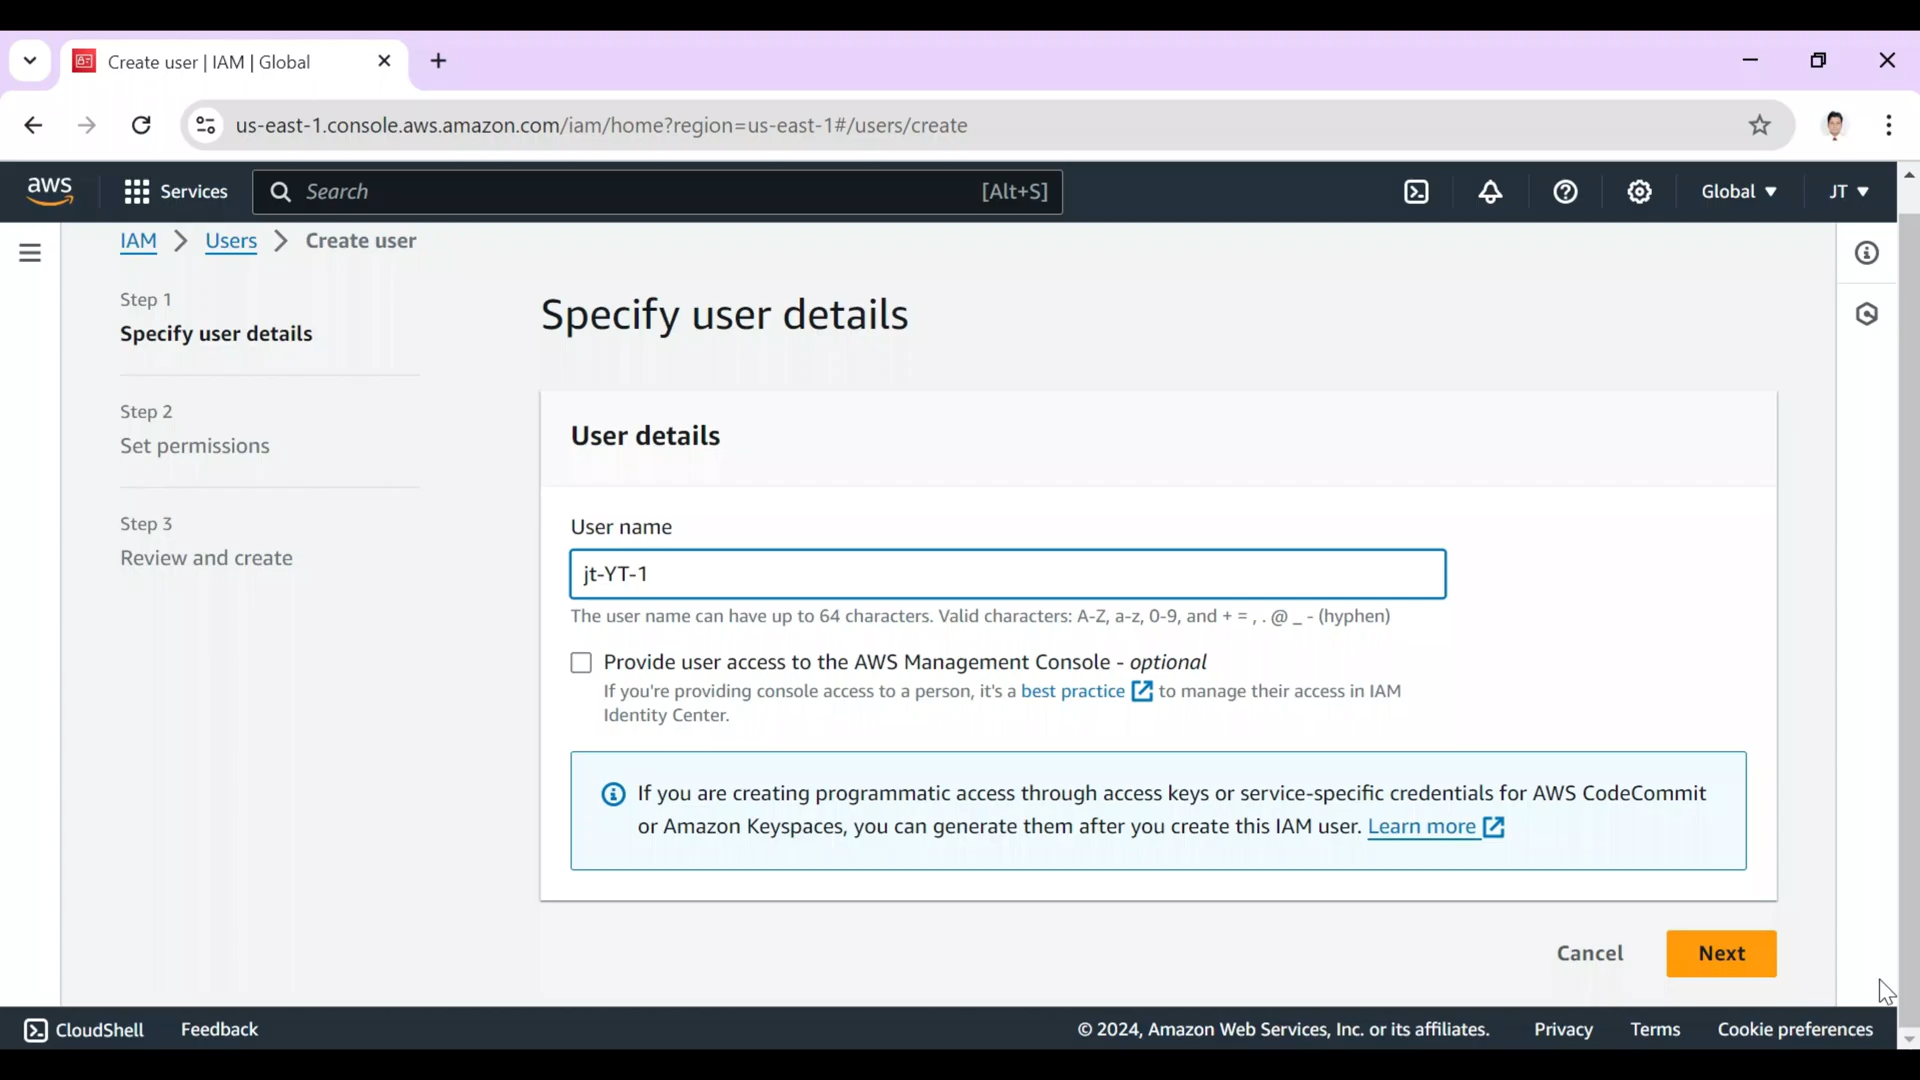 Create user | IAM | Global
us-east-1.console.aws.amazon.com/iam/home?region=us-east-1#/users/create
aws
Services
Search
[Alt+S]
Global
JT
IAM
Users
Create user
Step 1
Specify user details
Step 2
Set permissions
Step 3
Review and create
Specify user details
User details
User name
jt-YT-1
The user name can have up to 64 characters. Valid characters: A-Z, a-z, 0-9, and + = , . @ _ - (hyphen)
Provide user access to the AWS Management Console - optional
If you're providing console access to a person, it's a best practice to manage their access in IAM
Identity Center.
If you are creating programmatic access through access keys or service-specific credentials for AWS CodeCommit
or Amazon Keyspaces, you can generate them after you create this IAM user. Learn more
Cancel
Next
CloudShell
Feedback
© 2024, Amazon Web Services, Inc. or its affiliates.
Privacy
Terms
Cookie preferences